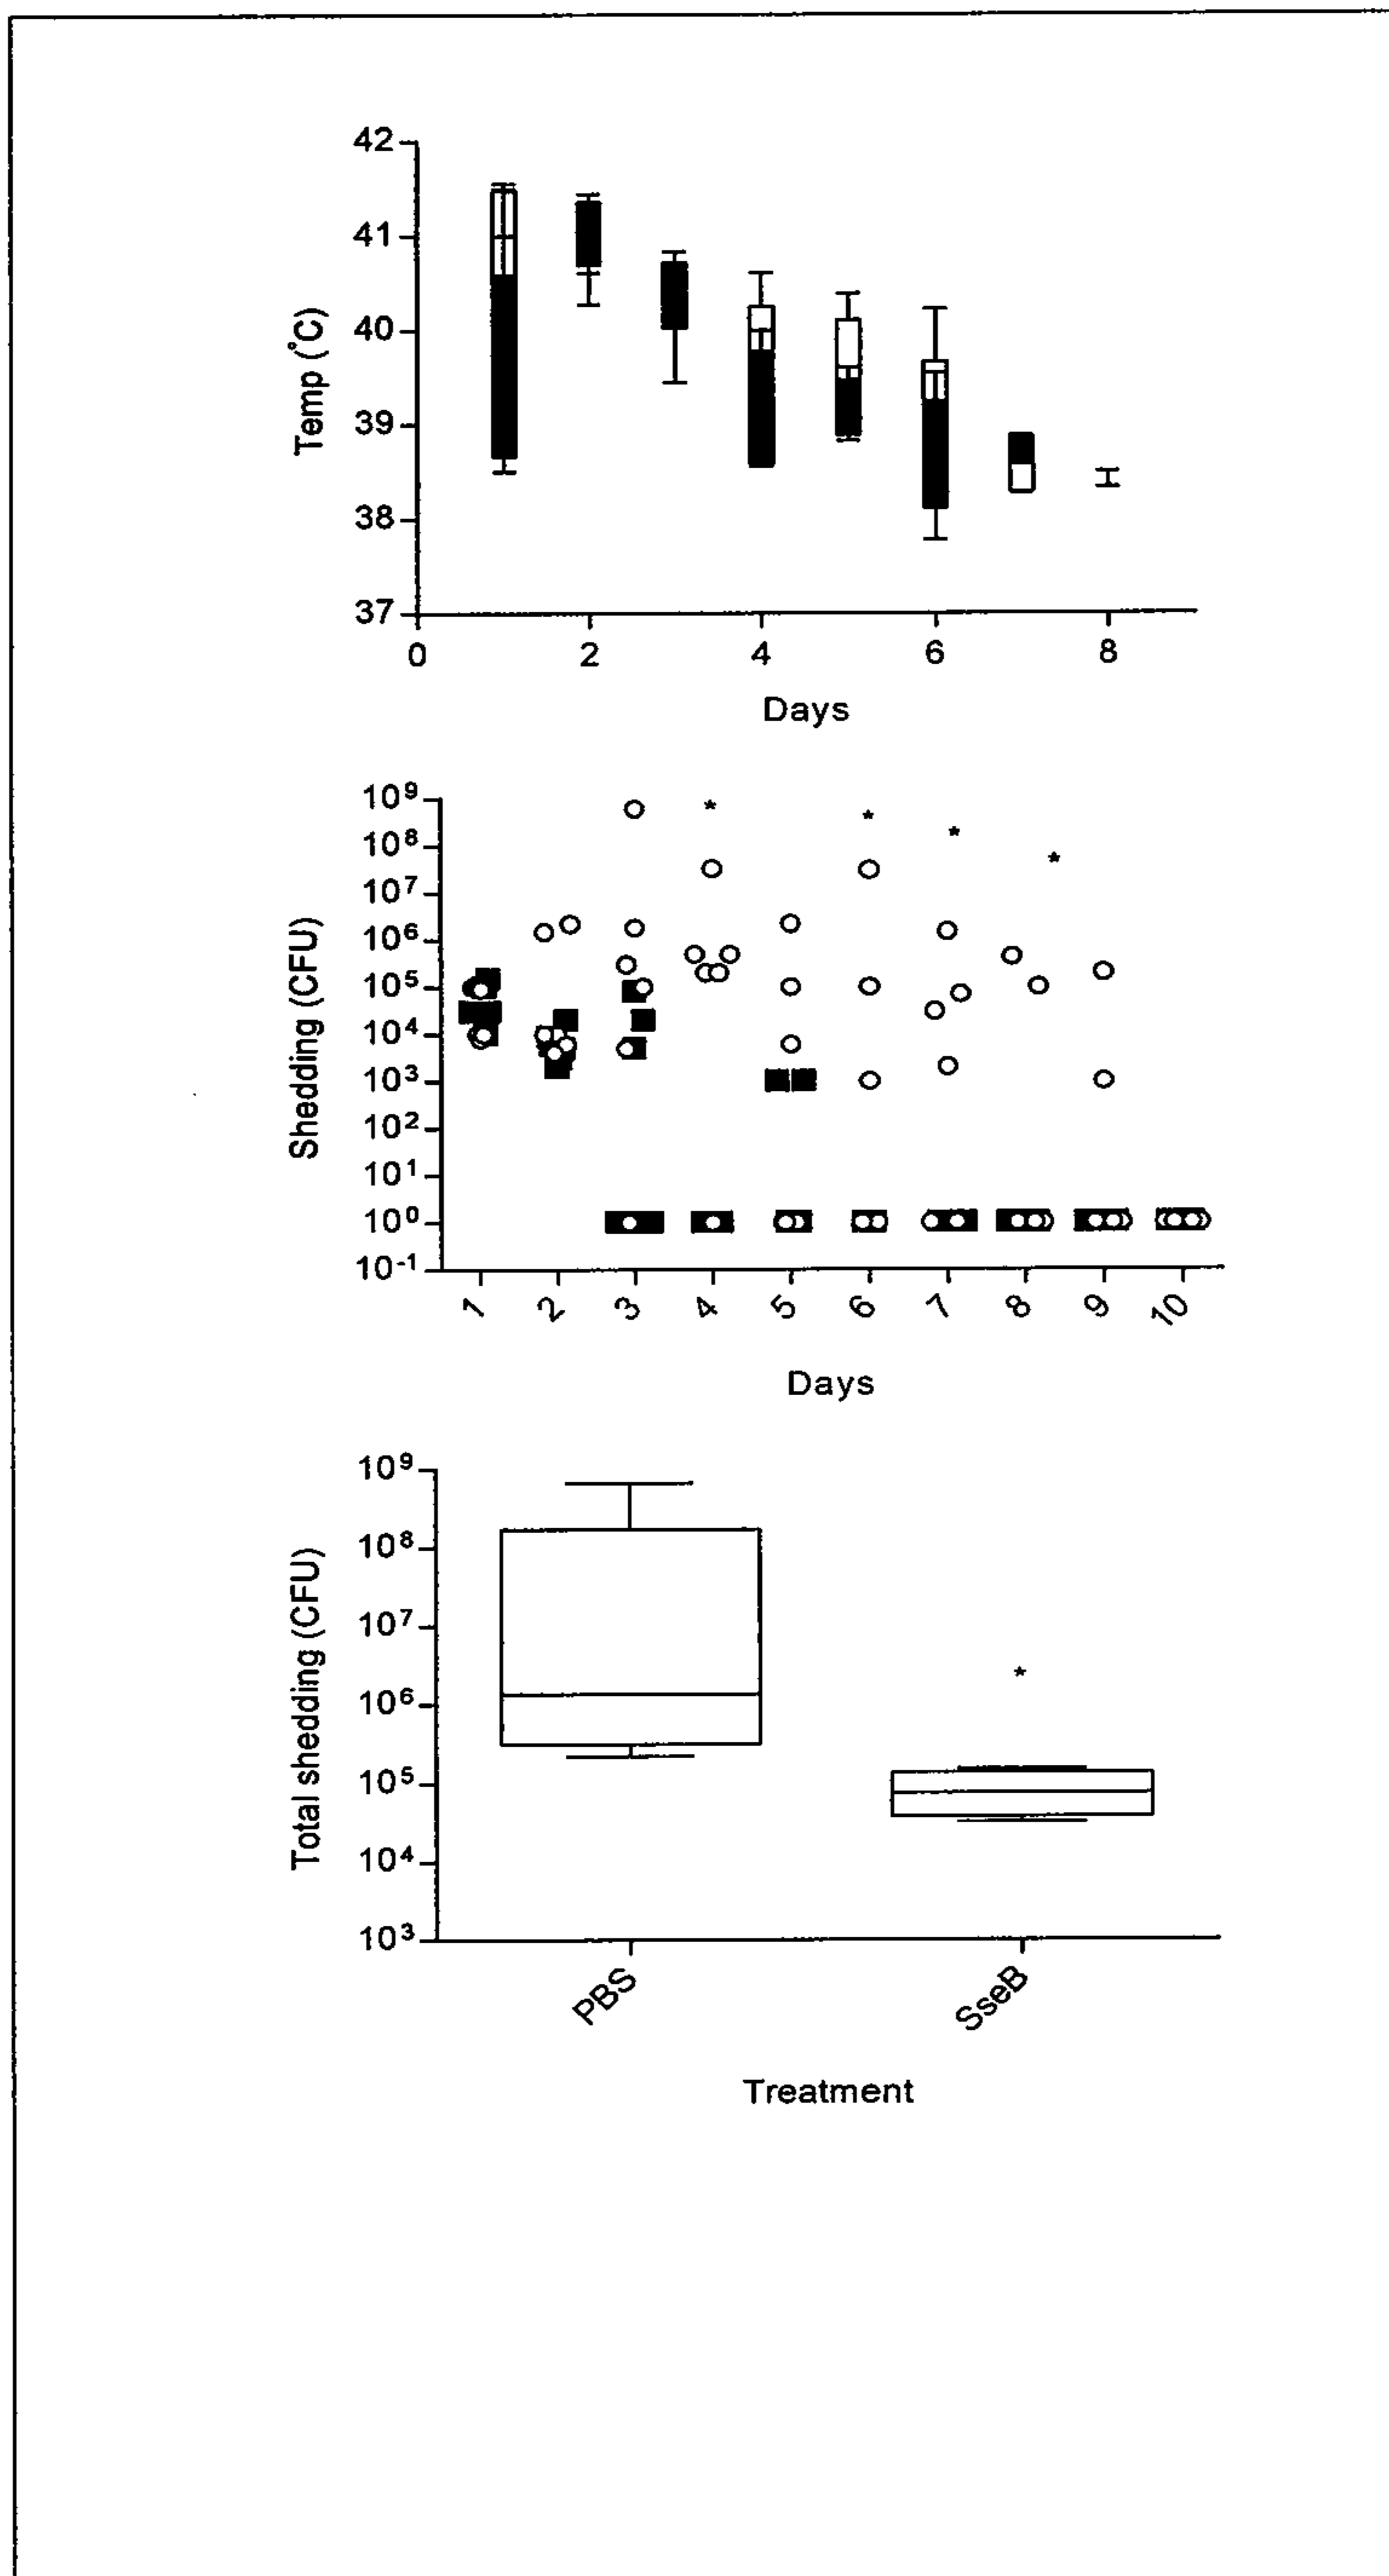 42
41
40
39
38
37
Temp (°C)
0 2 4 6 8
Days
10⁹
10⁸
10⁷
10⁶
10⁵
10⁴
10³
10²
10¹
10⁰
10⁻¹
Shedding (CFU)
* * * *
1 2 3 4 5 6 7 8 9 10
Days
10⁹
10⁸
10⁷
10⁶
10⁵
10⁴
10³
Total shedding (CFU)
*
PBS SseB
Treatment